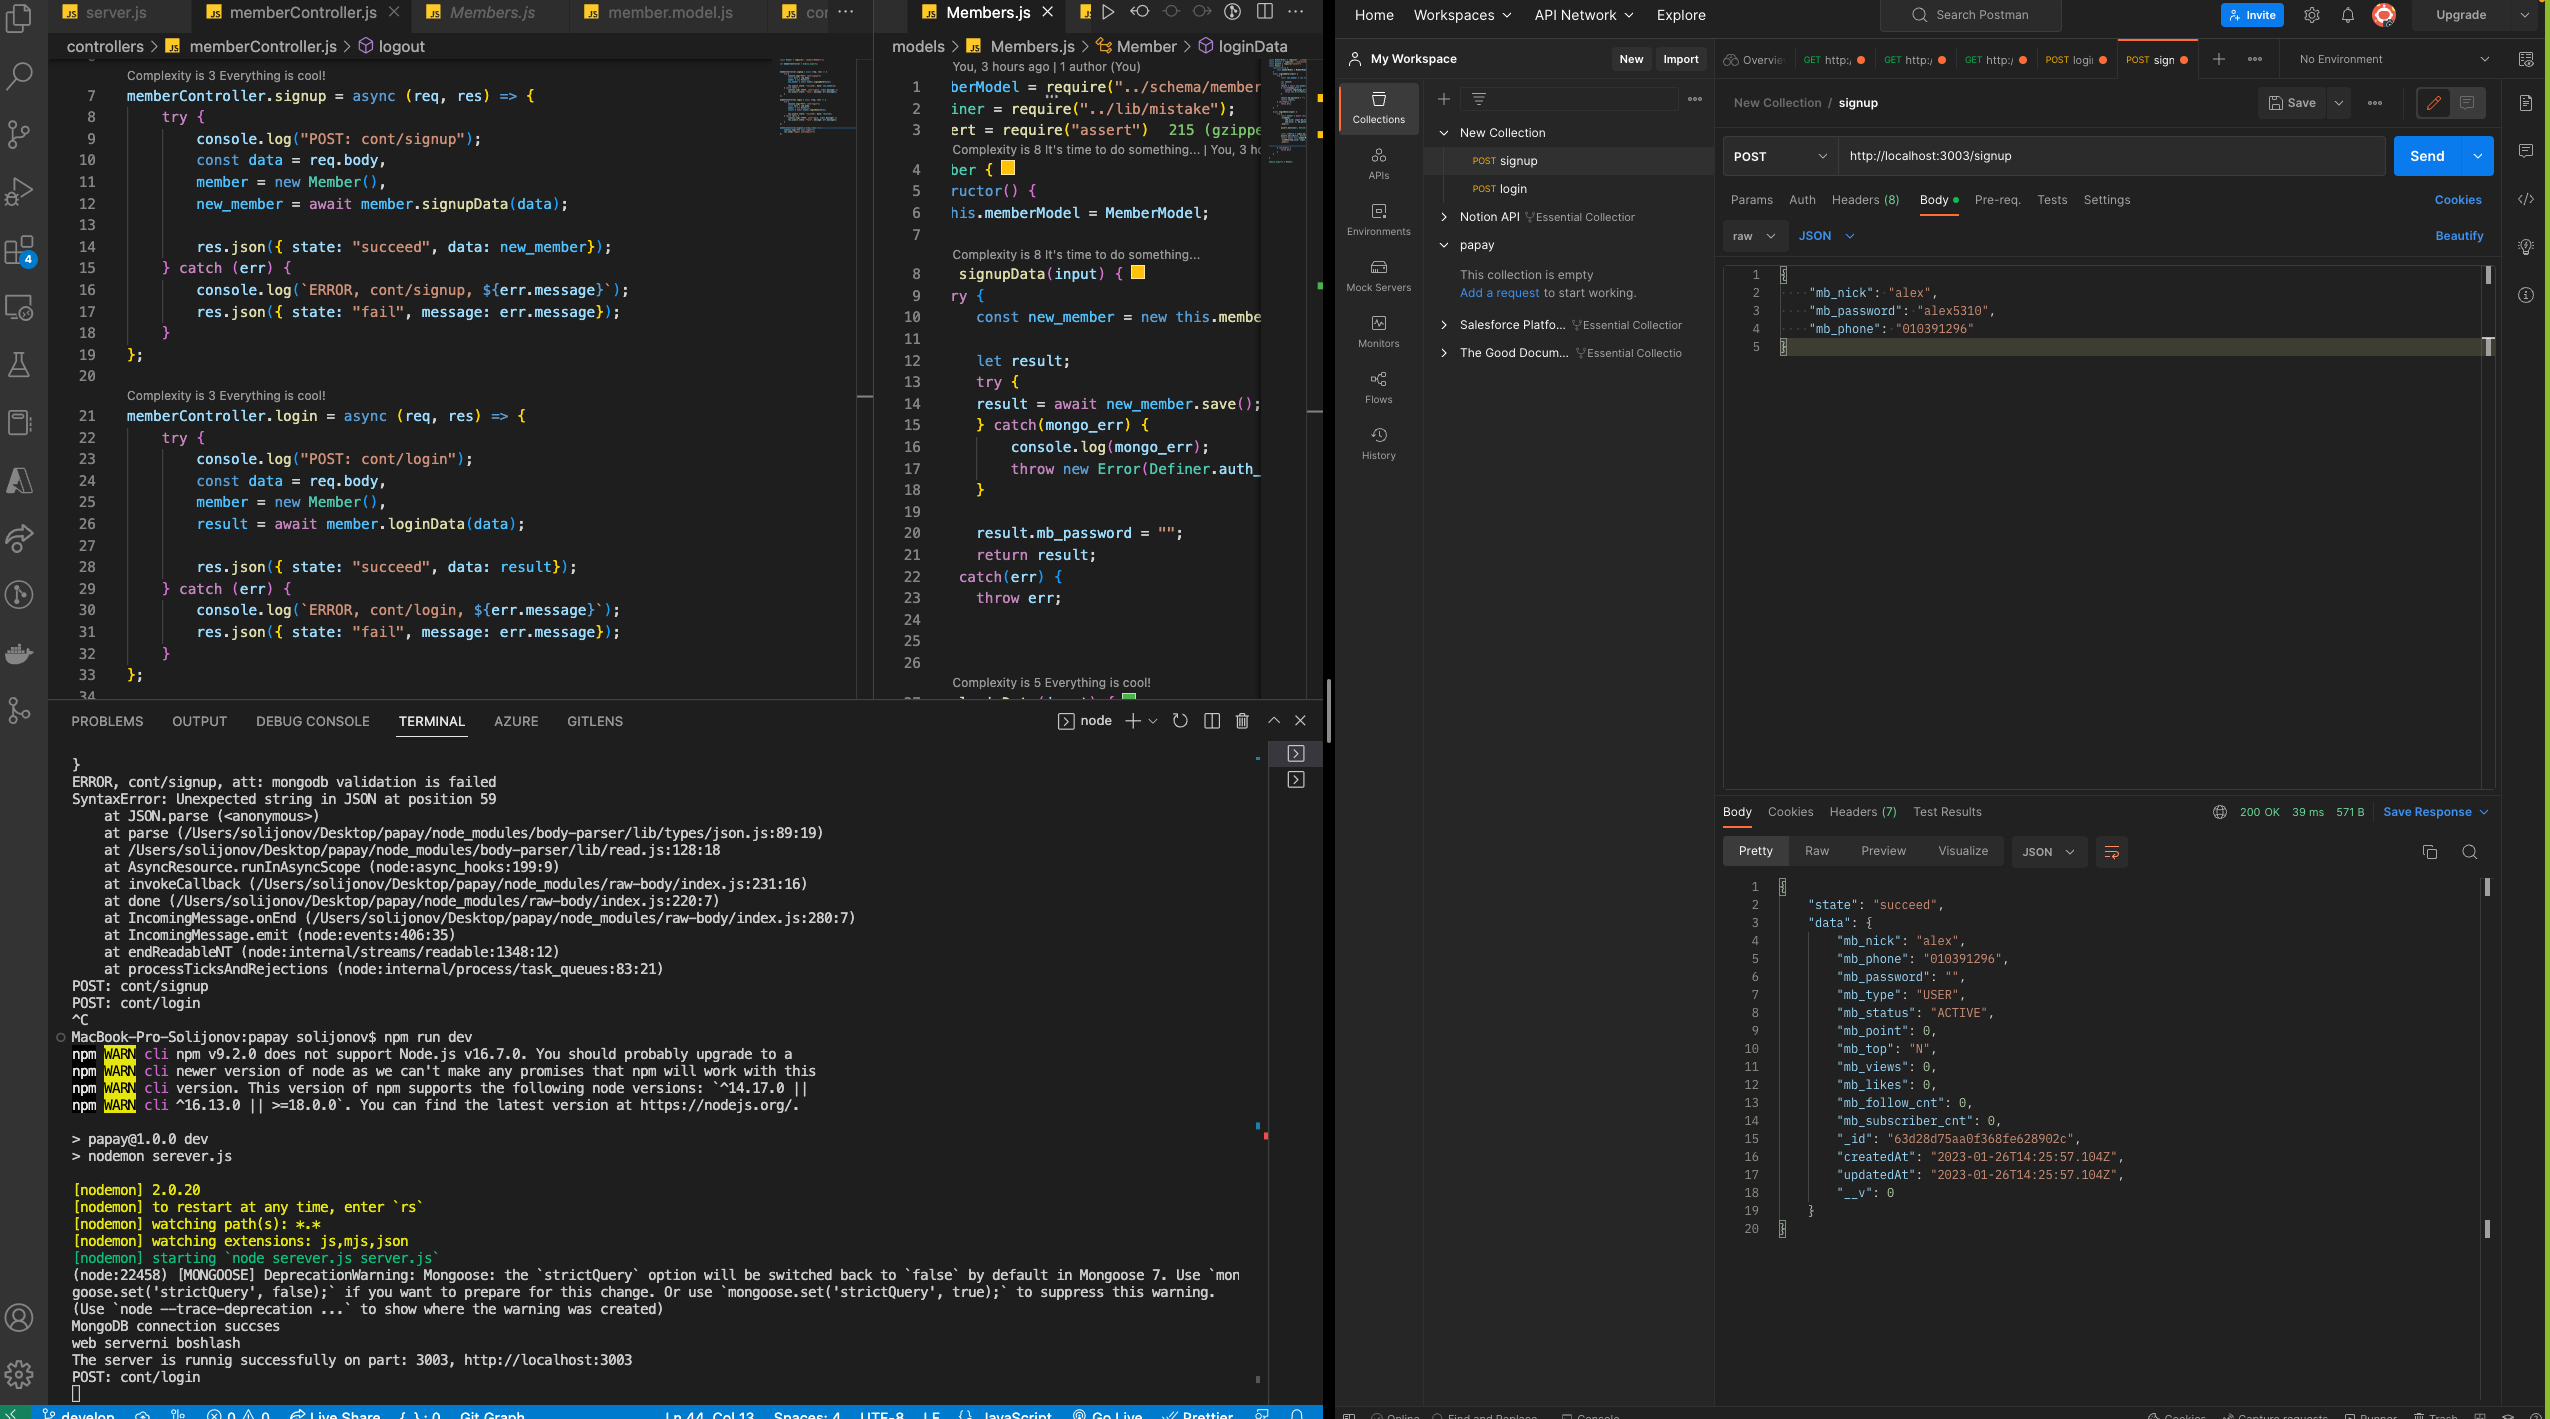 server.js
memberController.js
Members.js
member.model.js
controllers > memberController.js > logout
Complexity is 3 Everything is cool!
7 memberController.signup = async (req, res) => {
8 try {
9 console.log("POST: cont/signup");
10 const data = req.body,
11 member = new Member(),
12 new_member = await member.signupData(data);
13
14 res.json({ state: "succeed", data: new_member});
15 } catch (err) {
16 console.log(`ERROR, cont/signup, ${err.message}`);
17 res.json({ state: "fail", message: err.message});
18 }
19 };
20
Complexity is 3 Everything is cool!
21 memberController.login = async (req, res) => {
22 try {
23 console.log("POST: cont/login");
24 const data = req.body,
25 member = new Member(),
26 result = await member.loginData(data);
27
28 res.json({ state: "succeed", data: result});
29 } catch (err) {
30 console.log(`ERROR, cont/login, ${err.message}`);
31 res.json({ state: "fail", message: err.message});
32 }
33 };
34
4
Members.js
models > Members.js > Member > loginData
You, 3 hours ago | 1 author (You)
1 berModel = require("../schema/member
2 iner = require("../lib/mistake");
3 ert = require("assert") 215 (gzippe
Complexity is 8 It's time to do something... | You, 3 h
4 ber {
5 ructor() {
6 his.memberModel = MemberModel;
7
Complexity is 8 It's time to do something...
8 signupData(input) {
9 ry {
10 const new_member = new this.membe
11
12 let result;
13 try {
14 result = await new_member.save();
15 } catch(mongo_err) {
16 console.log(mongo_err);
17 throw new Error(Definer.auth_
18 }
19
20 result.mb_password = "";
21 return result;
22 catch(err) {
23 throw err;
24
25
26
Complexity is 5 Everything is cool!
PROBLEMS OUTPUT DEBUG CONSOLE TERMINAL AZURE GITLENS
node
}
ERROR, cont/signup, att: mongodb validation is failed
SyntaxError: Unexpected string in JSON at position 59
at JSON.parse (<anonymous>)
at parse (/Users/solijonov/Desktop/papay/node_modules/body-parser/lib/types/json.js:89:19)
at /Users/solijonov/Desktop/papay/node_modules/body-parser/lib/read.js:128:18
at AsyncResource.runInAsyncScope (node:async_hooks:199:9)
at invokeCallback (/Users/solijonov/Desktop/papay/node_modules/raw-body/index.js:231:16)
at done (/Users/solijonov/Desktop/papay/node_modules/raw-body/index.js:220:7)
at IncomingMessage.onEnd (/Users/solijonov/Desktop/papay/node_modules/raw-body/index.js:280:7)
at IncomingMessage.emit (node:events:406:35)
at endReadableNT (node:internal/streams/readable:1348:12)
at processTicksAndRejections (node:internal/process/task_queues:83:21)
POST: cont/signup
POST: cont/login
^C
MacBook-Pro-Solijonov:papay solijonov$ npm run dev
npm WARN cli npm v9.2.0 does not support Node.js v16.7.0. You should probably upgrade to a
npm WARN cli newer version of node as we can't make any promises that npm will work with this
npm WARN cli version. This version of npm supports the following node versions: `^14.17.0 ||
npm WARN cli ^16.13.0 || >=18.0.0`. You can find the latest version at https://nodejs.org/.
> papay@1.0.0 dev
> nodemon serever.js
[nodemon] 2.0.20
[nodemon] to restart at any time, enter `rs`
[nodemon] watching path(s): *.*
[nodemon] watching extensions: js,mjs,json
[nodemon] starting `node serever.js server.js`
(node:22458) [MONGOOSE] DeprecationWarning: Mongoose: the `strictQuery` option will be switched back to `false` by default in Mongoose 7. Use `mon
goose.set('strictQuery', false);` if you want to prepare for this change. Or use `mongoose.set('strictQuery', true);` to suppress this warning.
(Use `node --trace-deprecation ...` to show where the warning was created)
MongoDB connection succses
web serverni boshlash
The server is runnig successfully on part: 3003, http://localhost:3003
POST: cont/login
develop 0 0 Live Share {..}: 0 Git Graph Ln 44, Col 13 Spaces: 4 UTF-8 LF {} JavaScript Go Live Prettier
Home Workspaces API Network Explore
Search Postman
Invite
Upgrade
My Workspace
New Import
Overvie GET http:/ GET http:/ GET http:/ POST logi POST sign
No Environment
Collections
APIs
Environments
Mock Servers
Monitors
Flows
History
New Collection
POST signup
POST login
Notion API Essential Collectior
papay
This collection is empty
Add a request to start working.
Salesforce Platfo... Essential Collectior
The Good Docum... Essential Collectio
New Collection / signup
Save
POST http://localhost:3003/signup Send
Params Auth Headers (8) Body Pre-req. Tests Settings Cookies
raw JSON Beautify
1 {
2 "mb_nick": "alex",
3 "mb_password": "alex5310",
4 "mb_phone": "010391296"
5 }
Body Cookies Headers (7) Test Results 200 OK 39 ms 571 B Save Response
Pretty Raw Preview Visualize JSON
1 {
2 "state": "succeed",
3 "data": {
4 "mb_nick": "alex",
5 "mb_phone": "010391296",
6 "mb_password": "",
7 "mb_type": "USER",
8 "mb_status": "ACTIVE",
9 "mb_point": 0,
10 "mb_top": "N",
11 "mb_views": 0,
12 "mb_likes": 0,
13 "mb_follow_cnt": 0,
14 "mb_subscriber_cnt": 0,
15 "_id": "63d28d75aa0f368fe628902c",
16 "createdAt": "2023-01-26T14:25:57.104Z",
17 "updatedAt": "2023-01-26T14:25:57.104Z",
18 "__v": 0
19 }
20 }
Online Find and Replace Console Cookies Capture requests Runner Trash